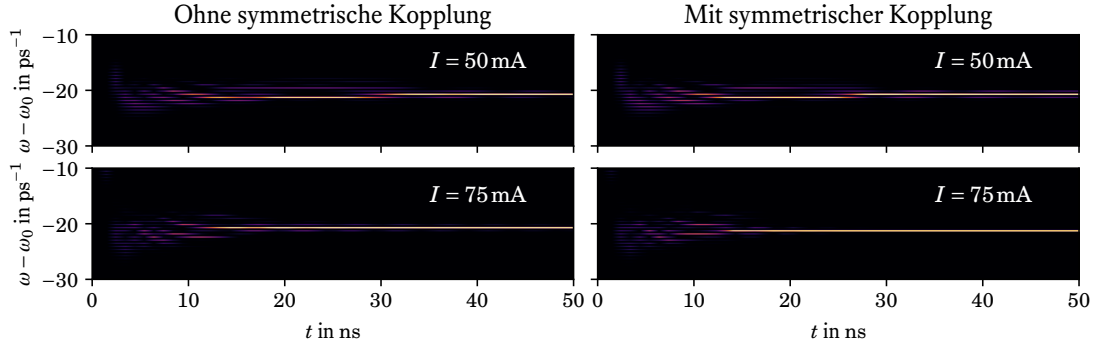 Ohne symmetrische Kopplung
Mit symmetrischer Kopplung
ω − ω₀ in ps⁻¹
−10
−20
−30
I = 50 mA
I = 50 mA
ω − ω₀ in ps⁻¹
−10
−20
−30
I = 75 mA
I = 75 mA
0 10 20 30 40 50
0 10 20 30 40 50
t in ns
t in ns